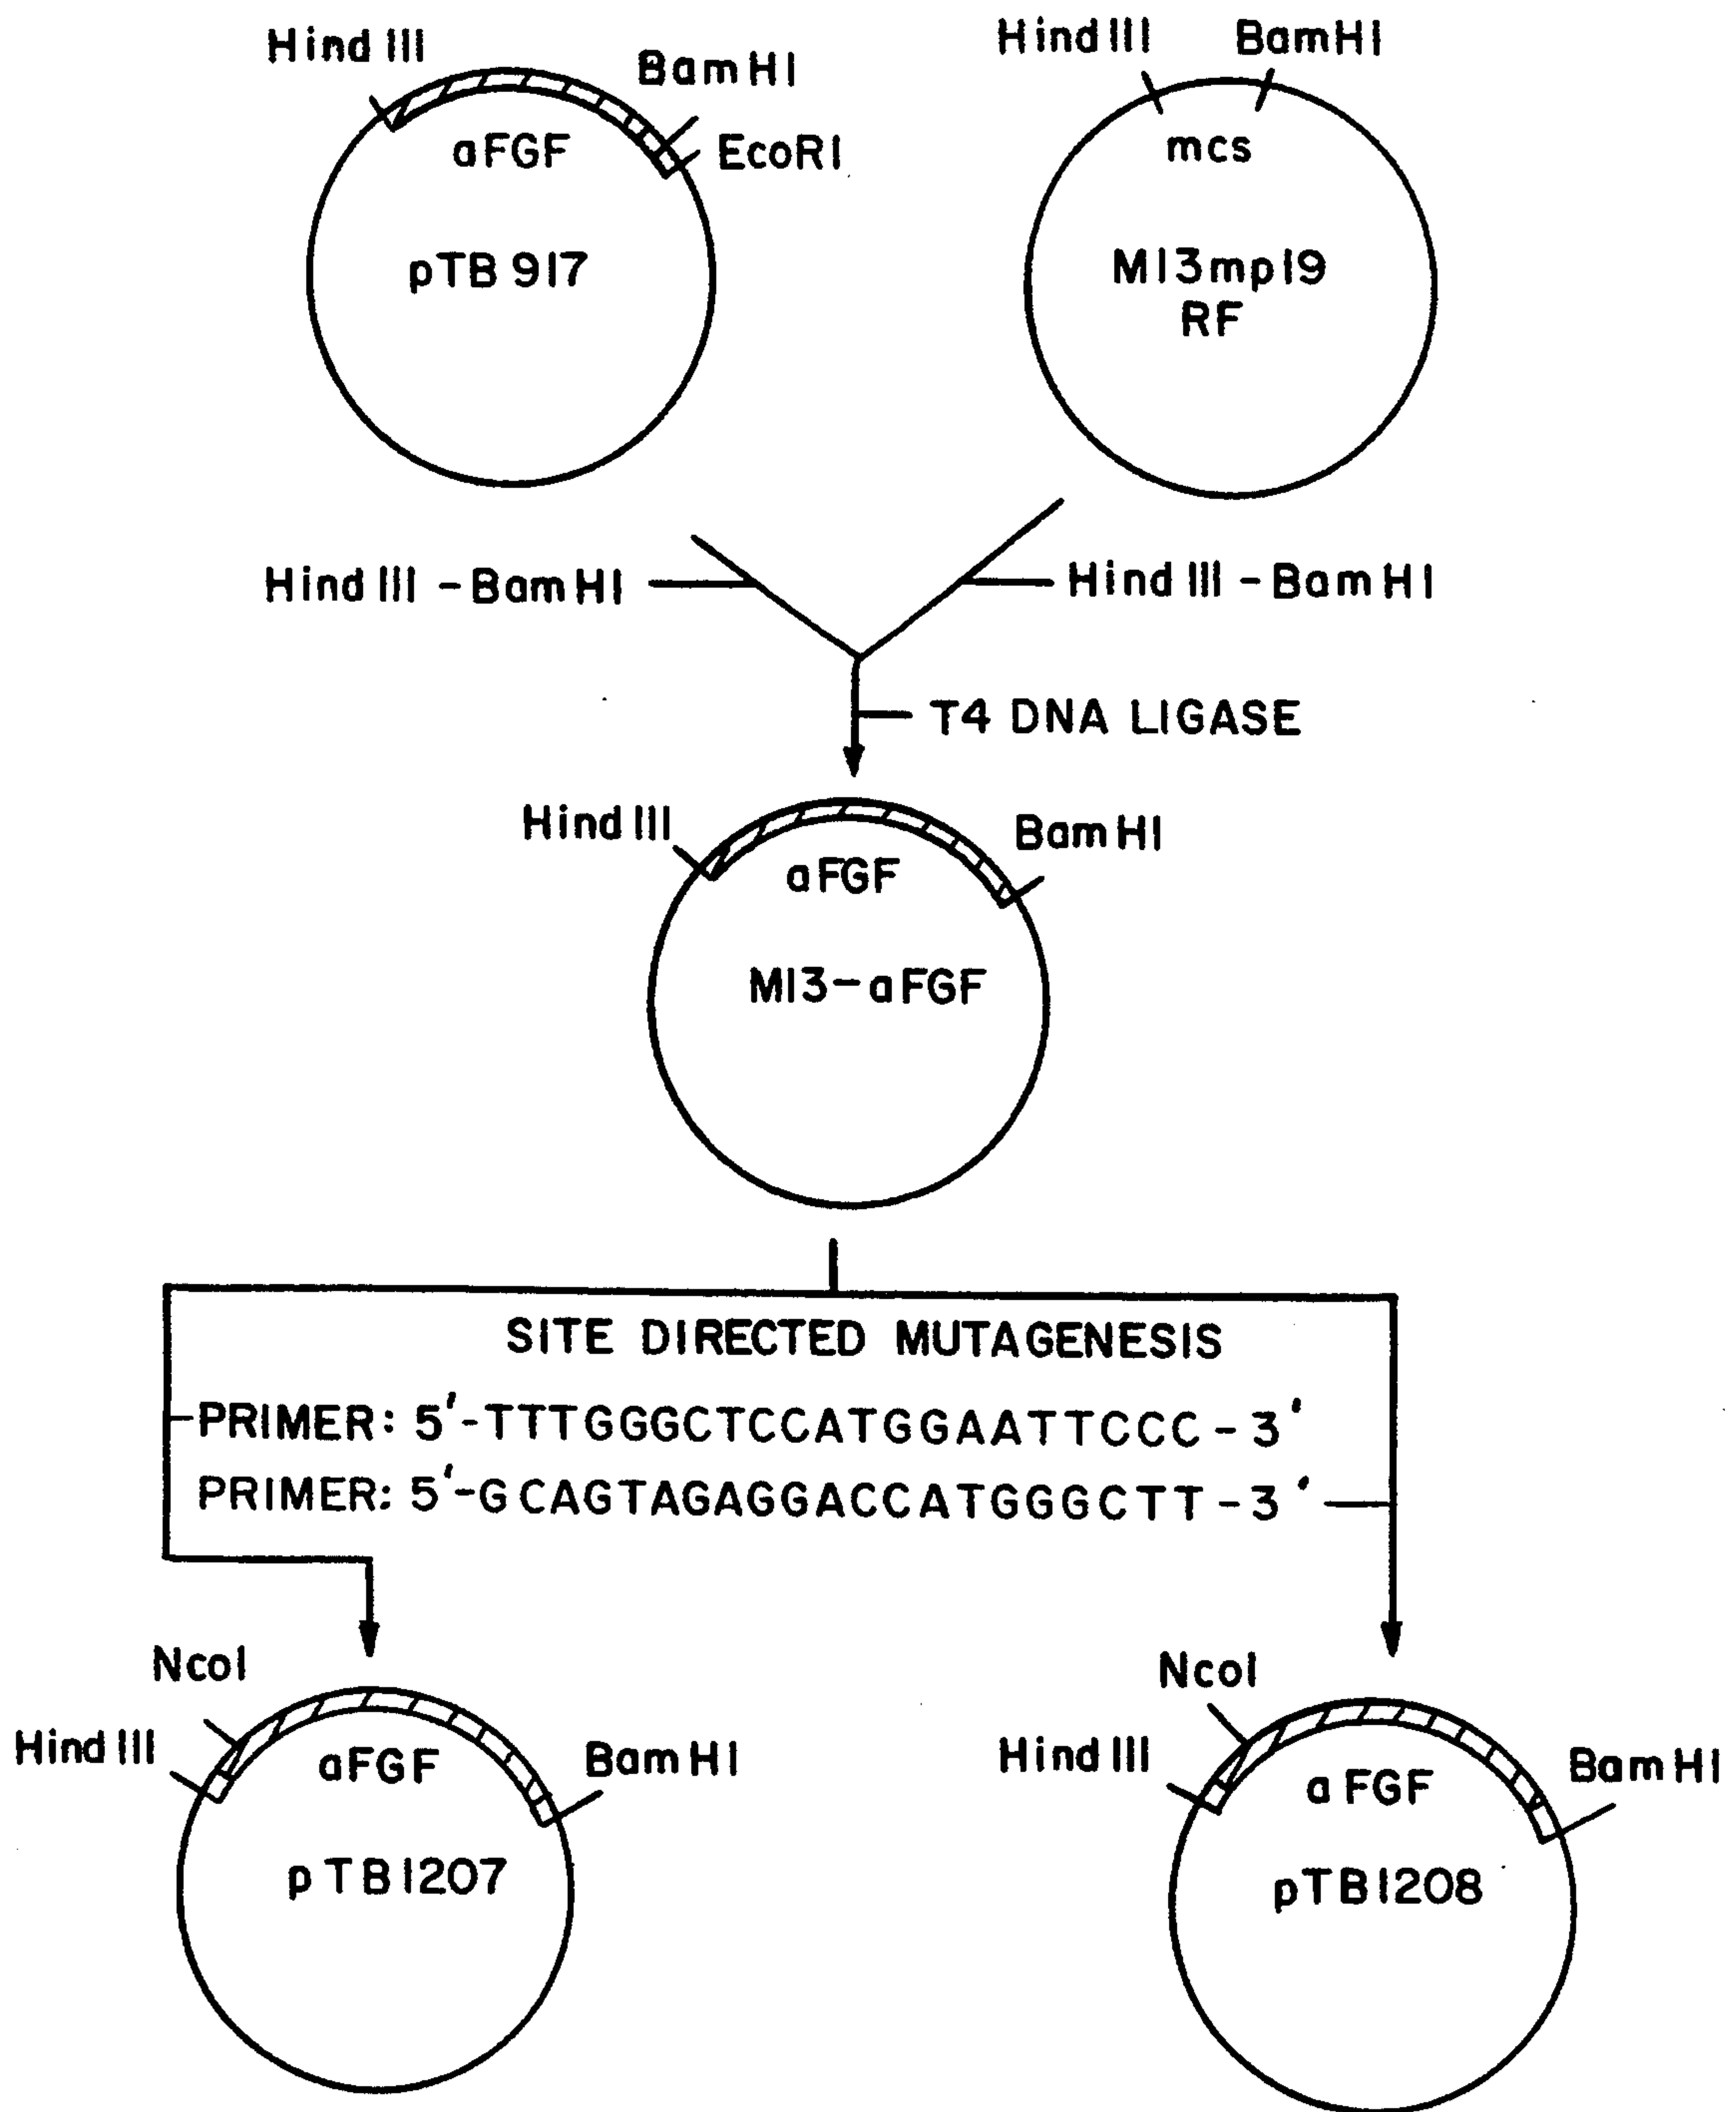 Hind III
BamHI
EcoRI
aFGF
pTB 917
Hind III
BamHI
mcs
M13mp19
RF
Hind III - BamHI
Hind III - BamHI
T4 DNA LIGASE
Hind III
BamHI
aFGF
M13-aFGF
SITE DIRECTED MUTAGENESIS
PRIMER: 5'-TTTGGGCTCCATGGAATTCCC-3'
PRIMER: 5'-GCAGTAGAGGACCATGGGCTT-3'
NcoI
Hind III
BamHI
aFGF
pTB1207
NcoI
Hind III
BamHI
aFGF
pTB1208